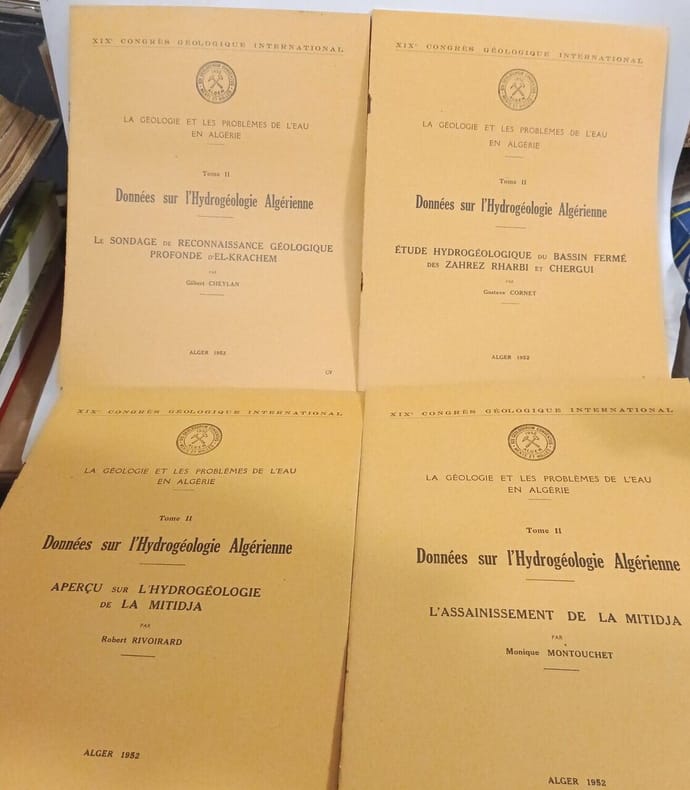 XIXᵉ CONGRÈS GÉOLOGIQUE INTERNATIONAL
LA GÉOLOGIE ET LES PROBLÈMES DE L'EAU
EN ALGÉRIE
Tome II
Données sur l'Hydrogéologie Algérienne
LE SONDAGE DE RECONNAISSANCE GÉOLOGIQUE
PROFONDE D'EL-KRACHEM
PAR
Gilbert CHEYLAN
ALGER 1952
XIXᵉ CONGRÈS GÉOLOGIQUE INTERNATIONAL
LA GÉOLOGIE ET LES PROBLÈMES DE L'EAU
EN ALGÉRIE
Tome II
Données sur l'Hydrogéologie Algérienne
ÉTUDE HYDROGÉOLOGIQUE DU BASSIN FERMÉ
DES ZAHREZ RHARBI ET CHERGUI
PAR
Gustave CORNET
ALGER 1952
XIXᵉ CONGRÈS GÉOLOGIQUE INTERNATIONAL
LA GÉOLOGIE ET LES PROBLÈMES DE L'EAU
EN ALGÉRIE
Tome II
Données sur l'Hydrogéologie Algérienne
APERÇU SUR L'HYDROGÉOLOGIE
DE LA MITIDJA
PAR
Robert RIVOIRARD
ALGER 1952
XIXᵉ CONGRÈS GÉOLOGIQUE INTERNATIONAL
LA GÉOLOGIE ET LES PROBLÈMES DE L'EAU
EN ALGÉRIE
Tome II
Données sur l'Hydrogéologie Algérienne
L'ASSAINISSEMENT DE LA MITIDJA
PAR
Monique MONTOUCHET
ALGER 1952